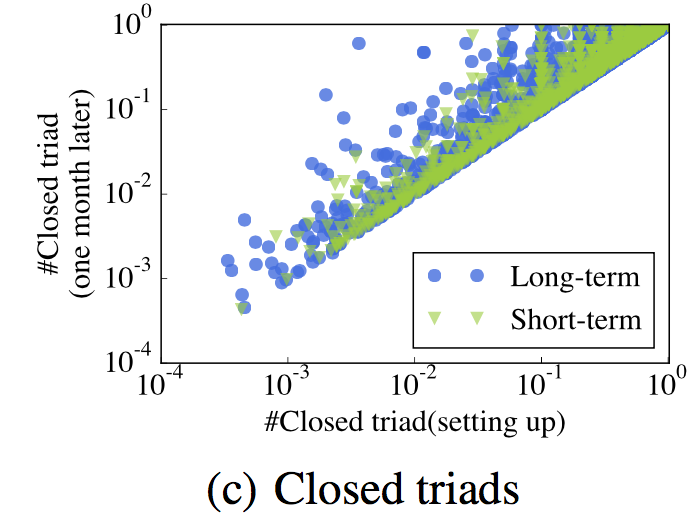 #Closed triad
(one month later)
10^0
10^-1
10^-2
10^-3
10^-4
10^-4 10^-3 10^-2 10^-1 10^0
Long-term
Short-term
#Closed triad(setting up)
(c) Closed triads